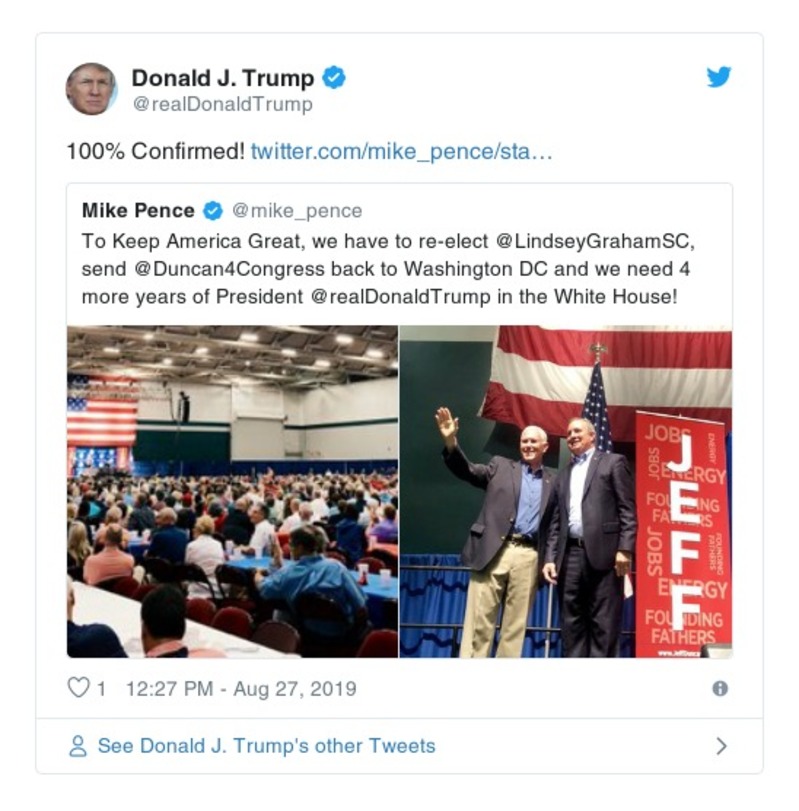 Donald J. Trump
@realDonaldTrump
100% Confirmed! twitter.com/mike_pence/sta…
Mike Pence @mike_pence
To Keep America Great, we have to re-elect @LindseyGrahamSC,
send @Duncan4Congress back to Washington DC and we need 4
more years of President @realDonaldTrump in the White House!
JOBS
ENERGY
JOBS
ENERGY
FOUNDING
FATHERS
JOBS
FOUNDING
FATHERS
ENERGY
FOUNDING
FATHERS
JEFF
1 12:27 PM - Aug 27, 2019
See Donald J. Trump's other Tweets